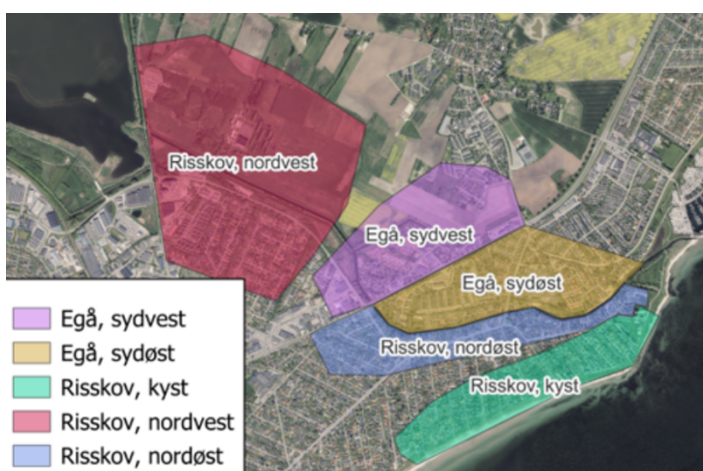 Risskov, nordvest
Egå, sydvest
Egå, sydøst
Risskov, nordøst
Risskov, kyst
Egå, sydvest
Egå, sydøst
Risskov, kyst
Risskov, nordvest
Risskov, nordøst